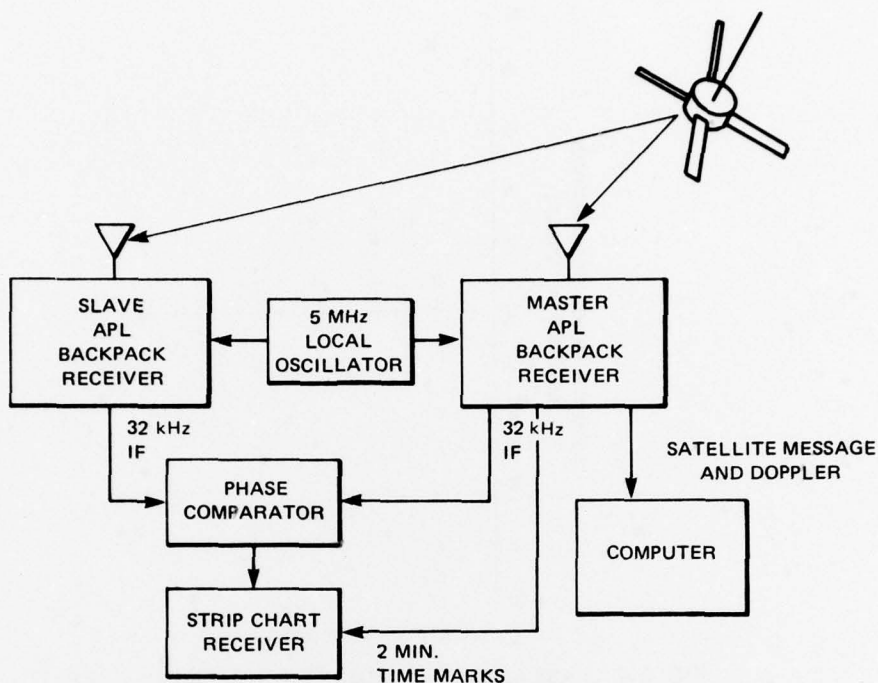 SLAVE
APL
BACKPACK
RECEIVER
5 MHz
LOCAL
OSCILLATOR
MASTER
APL
BACKPACK
RECEIVER
32 kHz
IF
32 kHz
IF
SATELLITE MESSAGE
AND DOPPLER
PHASE
COMPARATOR
COMPUTER
STRIP CHART
RECEIVER
2 MIN.
TIME MARKS